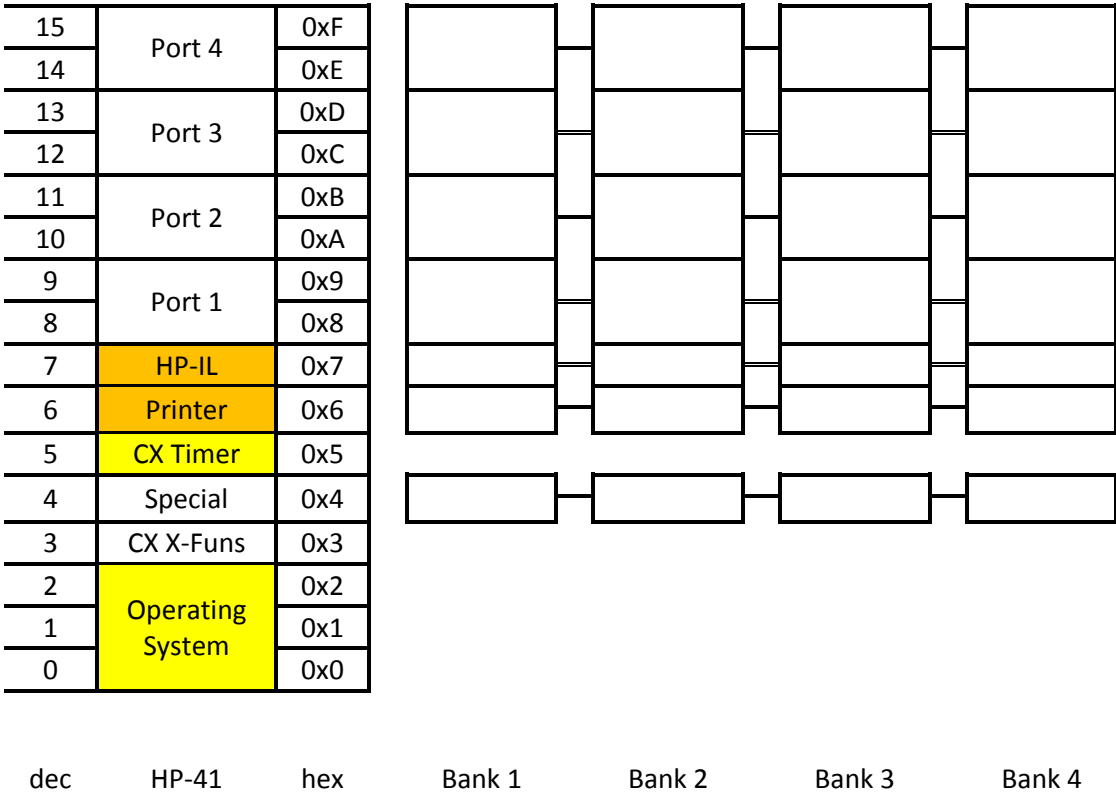 15 Port 4 0xF
14 0xE
13 Port 3 0xD
12 0xC
11 Port 2 0xB
10 0xA
9 Port 1 0x9
8 0x8
7 HP-IL 0x7
6 Printer 0x6
5 CX Timer 0x5
4 Special 0x4
3 CX X-Funs 0x3
2 Operating 0x2
1 System 0x1
0 0x0
dec HP-41 hex Bank 1 Bank 2 Bank 3 Bank 4